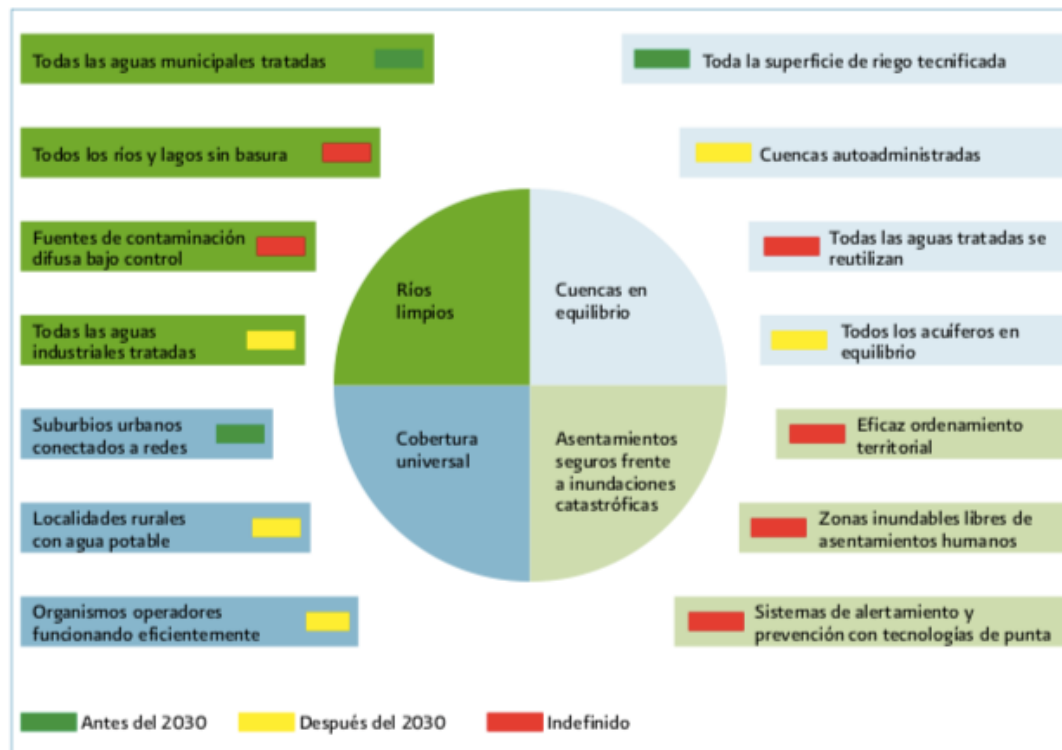 Todas las aguas municipales tratadas
Todos los ríos y lagos sin basura
Fuentes de contaminación
difusa bajo control
Todas las aguas
industriales tratadas
Suburbios urbanos
conectados a redes
Localidades rurales
con agua potable
Organismos operadores
funcionando eficientemente
Ríos
limpios
Cuencas en
equilibrio
Cobertura
universal
Asentamientos
seguros frente
a inundaciones
catastróficas
Toda la superficie de riego tecnificada
Cuencas autoadministradas
Todas las aguas tratadas se
reutilizan
Todos los acuíferos en
equilibrio
Eficaz ordenamiento
territorial
Zonas inundables libres de
asentamientos humanos
Sistemas de alertamiento y
prevención con tecnologías de punta
Antes del 2030
Después del 2030
Indefinido